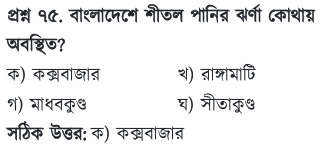 প্রশ্ন ৭৫. বাংলাদেশে শীতল পানির ঝর্ণা কোথায়
অবস্থিত?
ক) কক্সবাজার খ) রাঙ্গামাটি
গ) মাধবকুণ্ড ঘ) সীতাকুণ্ড
সঠিক উত্তর: ক) কক্সবাজার